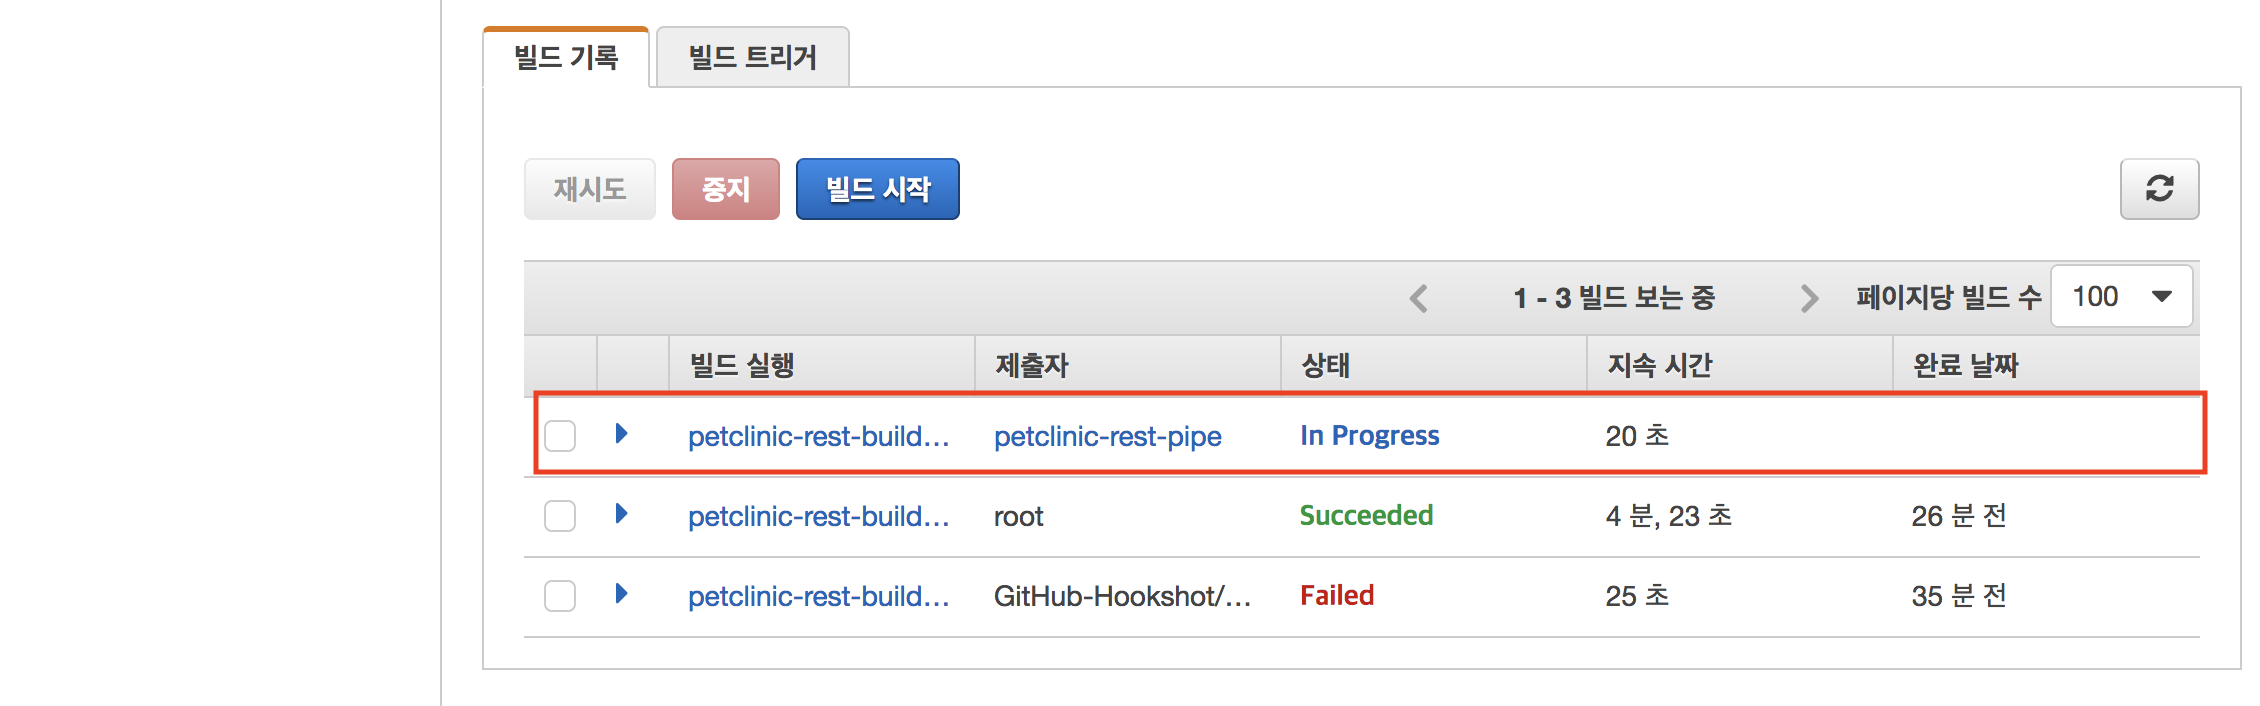 빌드 기록 빌드 트리거
재시도 중지 빌드 시작
1 - 3 빌드 보는 중 페이지당 빌드 수 100
빌드 실행 제출자 상태 지속 시간 완료 날짜
petclinic-rest-build... petclinic-rest-pipe In Progress 20 초
petclinic-rest-build... root Succeeded 4 분, 23 초 26 분 전
petclinic-rest-build... GitHub-Hookshot/... Failed 25 초 35 분 전